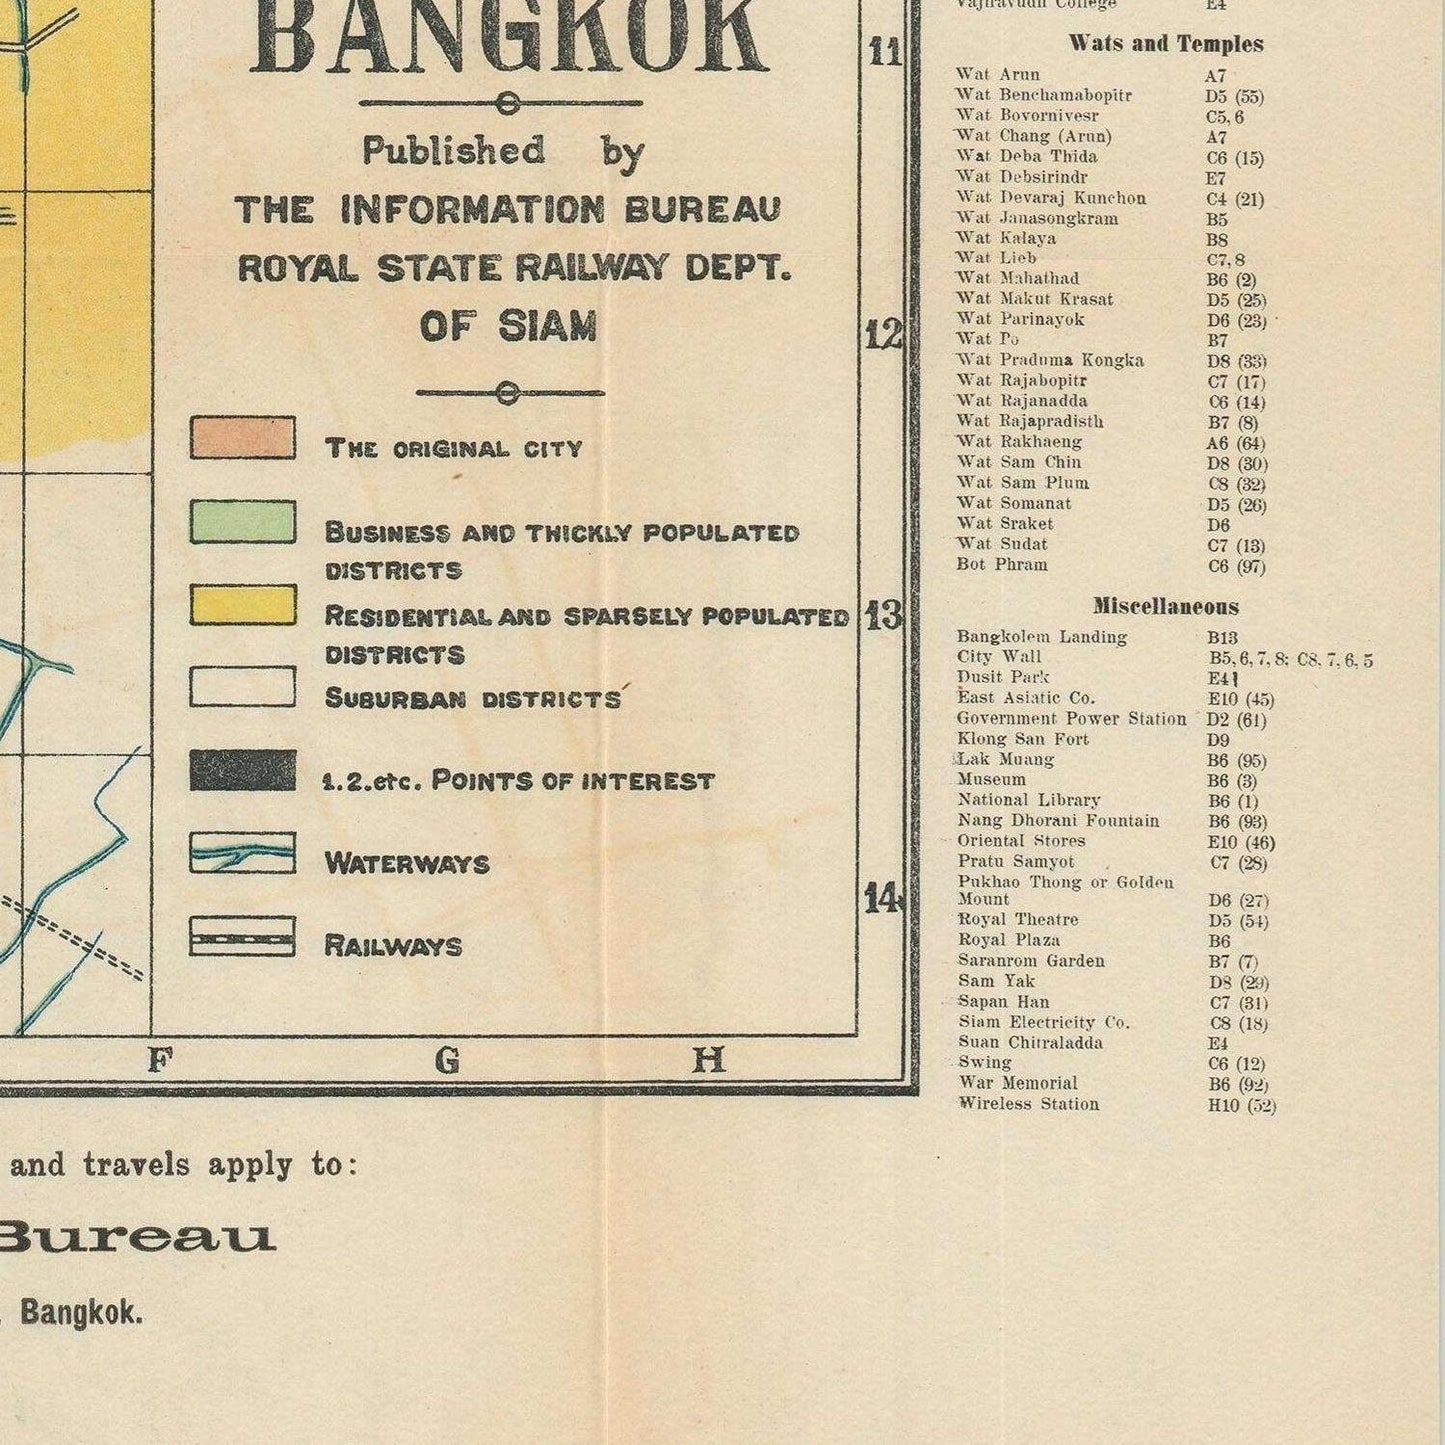 BANGKOK
Published by
THE INFORMATION BUREAU
ROYAL STATE RAILWAY DEPT.
OF SIAM
THE ORIGINAL CITY
BUSINESS AND THICKLY POPULATED
DISTRICTS
RESIDENTIAL AND SPARSELY POPULATED
DISTRICTS
SUBURBAN DISTRICTS
1.2.etc. POINTS OF INTEREST
WATERWAYS
RAILWAYS
11
12
13
14
F G H
and travels apply to:
Bureau
Bangkok.
Vajiravudh College E4
Wats and Temples
Wat Arun A7
Wat Benchamabopitr D5 (55)
Wat Bovornivesr C5, 6
Wat Chang (Arun) A7
Wat Deba Thida C6 (15)
Wat Debsirindr E7
Wat Devaraj Kunchon C4 (21)
Wat Janasongkram B5
Wat Kalaya B8
Wat Lieb C7, 8
Wat Mahathad B6 (2)
Wat Makut Krasat D5 (25)
Wat Parinayok D6 (23)
Wat Po B7
Wat Praduma Kongka D8 (33)
Wat Rajabopitr C7 (17)
Wat Rajanadda C6 (14)
Wat Rajapradisth B7 (8)
Wat Rakhaeng A6 (64)
Wat Sam Chin D8 (30)
Wat Sam Plum C8 (32)
Wat Somanat D5 (26)
Wat Sraket D6
Wat Sudat C7 (13)
Bot Phram C6 (97)
Miscellaneous
Bangkolem Landing B13
City Wall B5, 6, 7, 8: C8, 7, 6, 5
Dusit Park E4
East Asiatic Co. E10 (45)
Government Power Station D2 (61)
Klong San Fort D9
Lak Muang B6 (95)
Museum B6 (3)
National Library B6 (1)
Nang Dhorani Fountain B6 (93)
Oriental Stores E10 (46)
Pratu Samyot C7 (28)
Pukhao Thong or Golden
Mount D6 (27)
Royal Theatre D5 (54)
Royal Plaza B6
Saranrom Garden B7 (7)
Sam Yak D8 (29)
Sapan Han C7 (31)
Siam Electricity Co. C8 (18)
Suan Chitraladda E4
Swing C6 (12)
War Memorial B6 (92)
Wireless Station H10 (52)